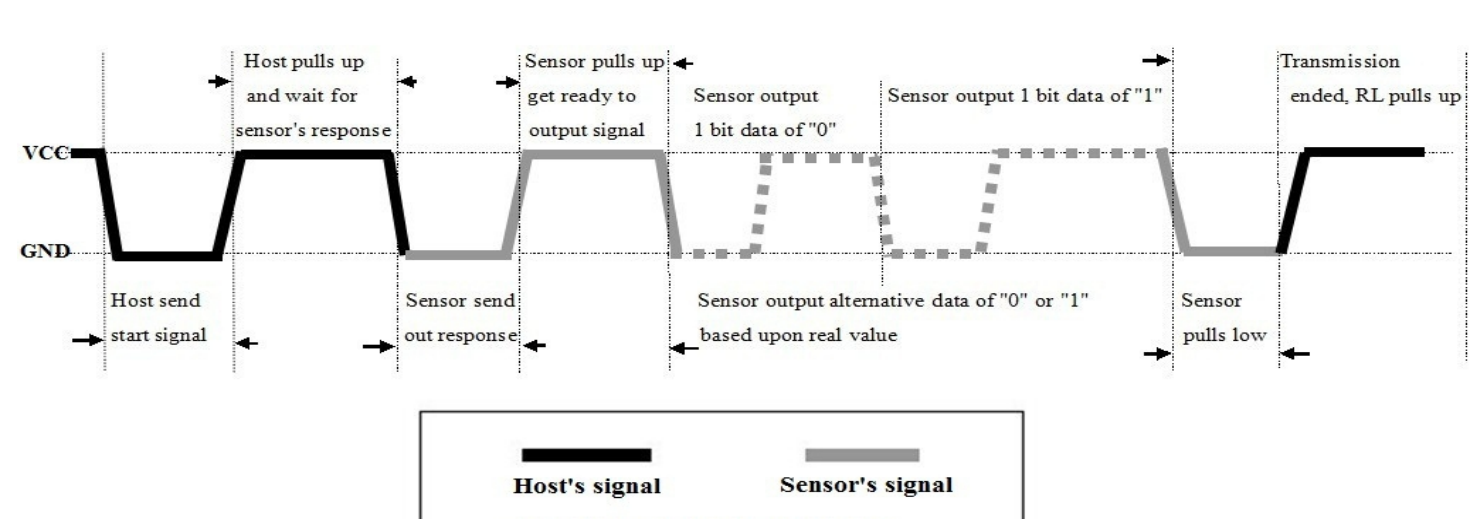 Host pulls up
and wait for
sensor's response
Sensor pulls up
get ready to
output signal
Sensor output
1 bit data of "0"
Sensor output 1 bit data of "1"
Transmission
ended, RL pulls up
VCC
GND
Host send
start signal
Sensor send
out response
Sensor output alternative data of "0" or "1"
based upon real value
Sensor
pulls low
Host's signal
Sensor's signal